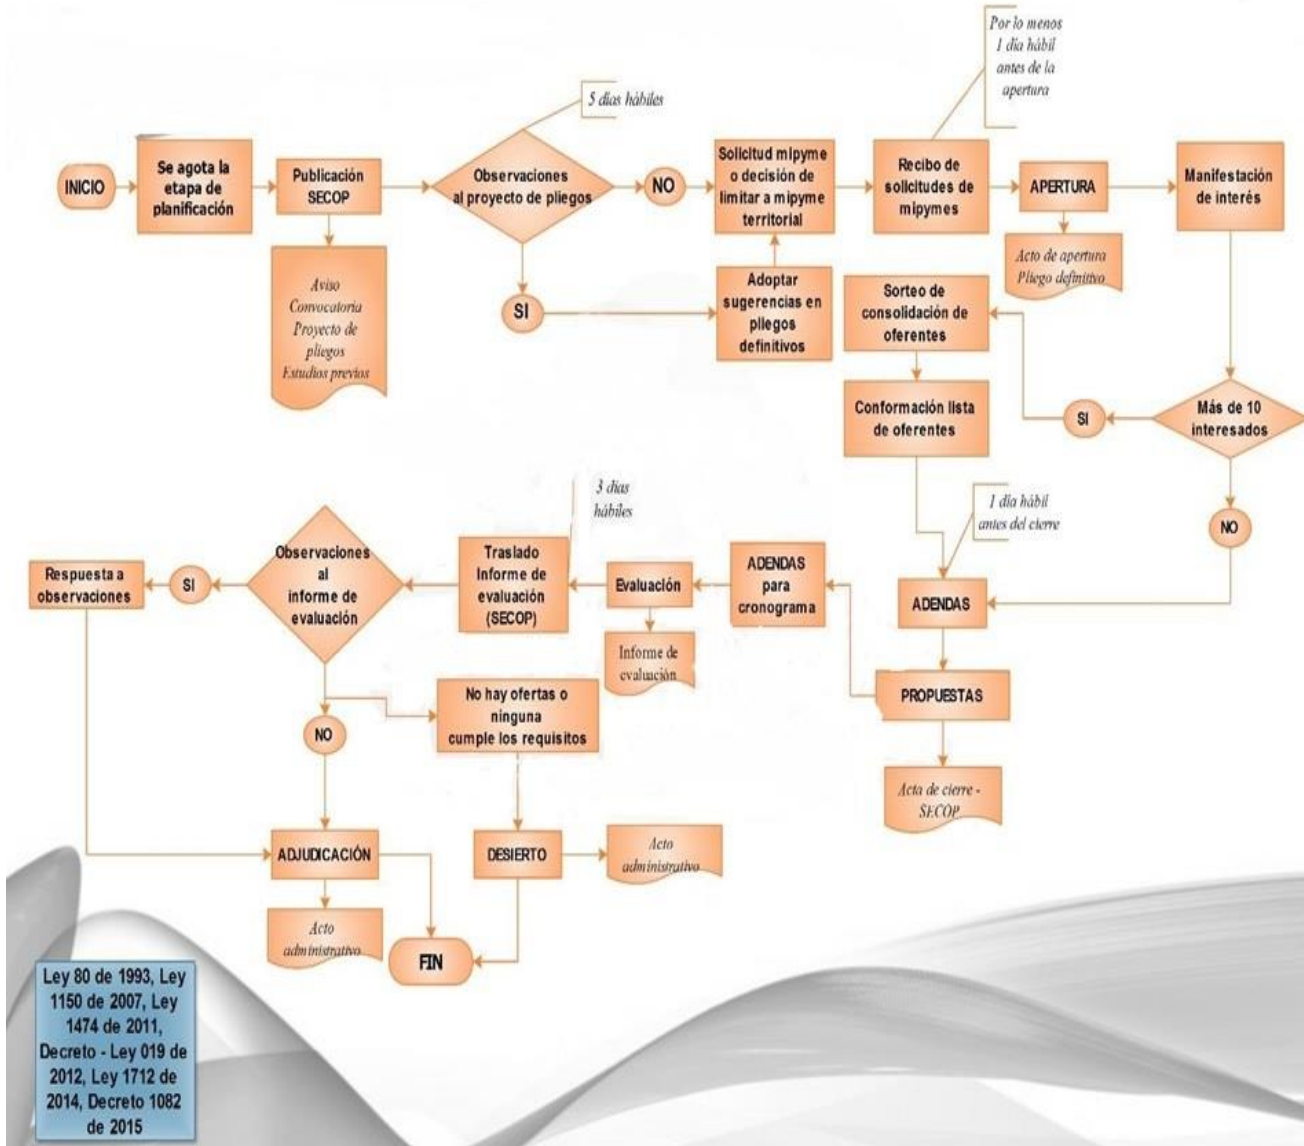 Por lo menos
1 día hábil
antes de la
apertura
5 días hábiles
INICIO
Se agota la
etapa de
planificación
Publicación
SECOP
Observaciones
al proyecto de pliegos
NO
Solicitud mipyme
o decisión de
limitar a mipyme
territorial
Recibo de
solicitudes de
mipymes
APERTURA
Manifestación
de interés
Aviso
Convocatoria
Proyecto de
pliegos
Estudios previos
SI
Adoptar
sugerencias en
pliegos
definitivos
Acto de apertura
Pliego definitivo
Sorteo de
consolidación de
oferentes
Conformación lista
de oferentes
SI
Más de 10
interesados
NO
1 día hábil
antes del cierre
3 días
hábiles
Respuesta a
observaciones
SI
Observaciones
al
informe de
evaluación
Traslado
Informe de
evaluación
(SECOP)
Evaluación
ADENDAS
para
cronograma
ADENDAS
Informe de
evaluación
PROPUESTAS
No hay ofertas o
ninguna
cumple los requisitos
NO
Acta de cierre -
SECOP
ADJUDICACIÓN
DESIERTO
Acto
administrativo
Acto
administrativo
FIN
Ley 80 de 1993, Ley
1150 de 2007, Ley
1474 de 2011,
Decreto - Ley 019 de
2012, Ley 1712 de
2014, Decreto 1082
de 2015